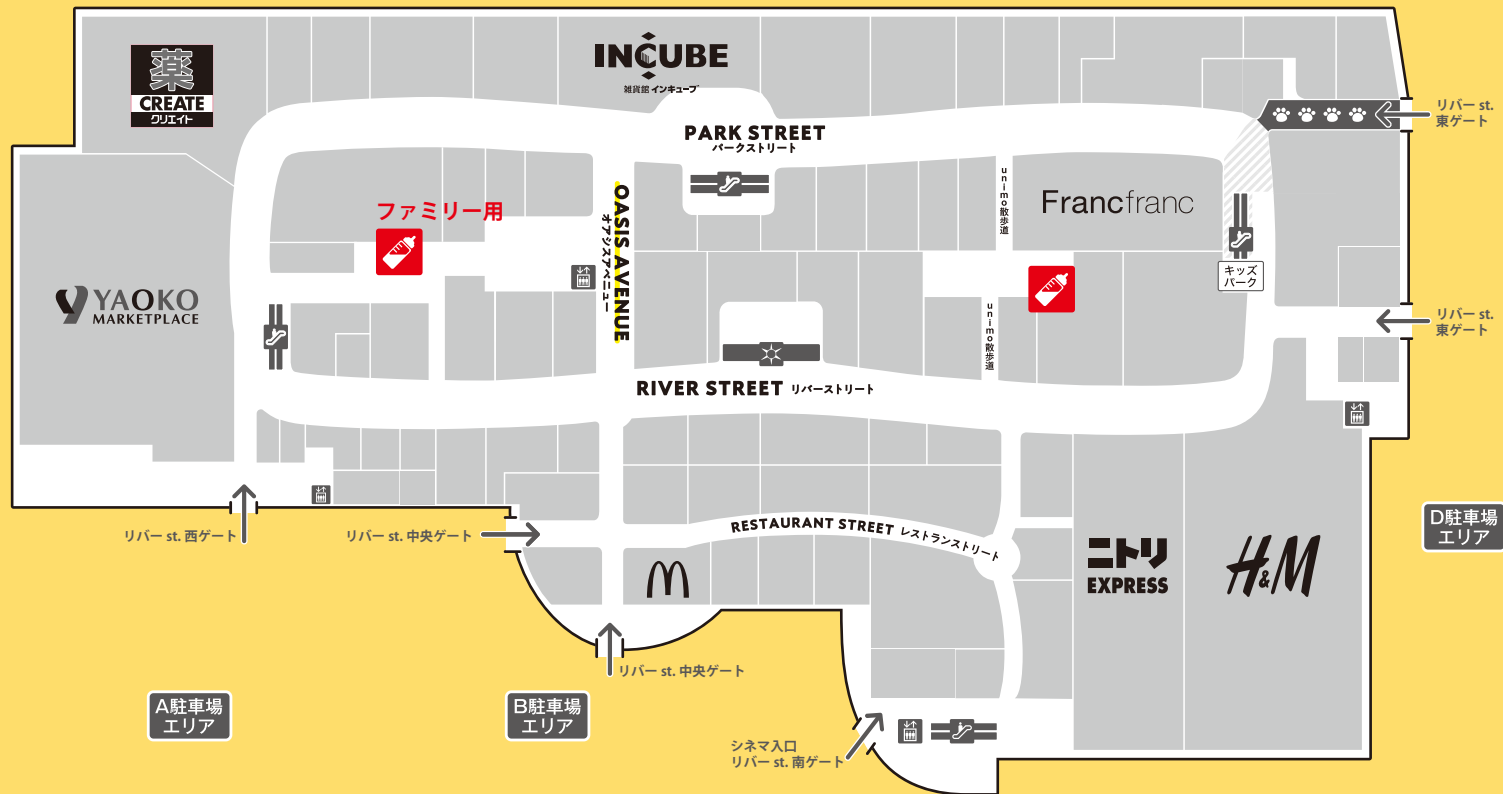 薬
CREATE
クリエイト
INCUBE
雑貨館 インキューブ
PARK STREET
パークストリート
リバー st.
東ゲート
ファミリー用
OASIS AVENUE
オアシスアベニュー
unimo散歩道
Francfranc
キッズ
パーク
YAOKO
MARKETPLACE
unimo散歩道
リバー st.
東ゲート
RIVER STREET リバーストリート
リバー st. 西ゲート
リバー st. 中央ゲート
RESTAURANT STREET レストランストリート
ニトリ
EXPRESS
H&M
D駐車場
エリア
リバー st. 中央ゲート
A駐車場
エリア
B駐車場
エリア
シネマ入口
リバー st. 南ゲート